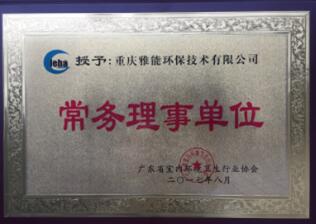 ieha
授予:重庆雅能环保技术有限公司
常务理事单位
广东省室内环境卫生行业协会
二〇一七年八月